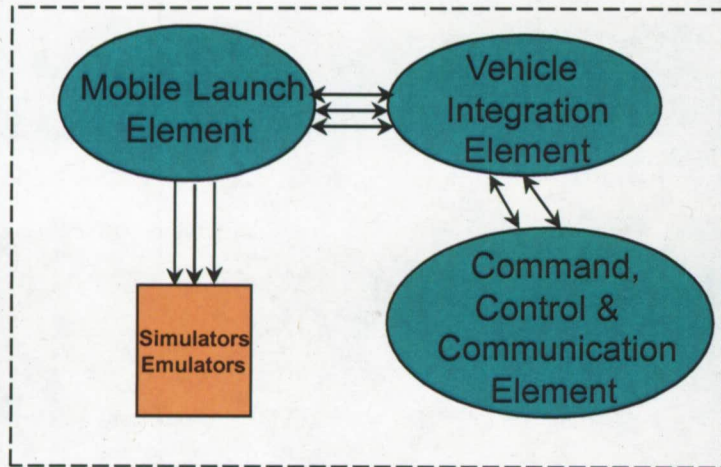 Mobile Launch
Element
Vehicle
Integration
Element
Simulators
Emulators
Command,
Control &
Communication
Element